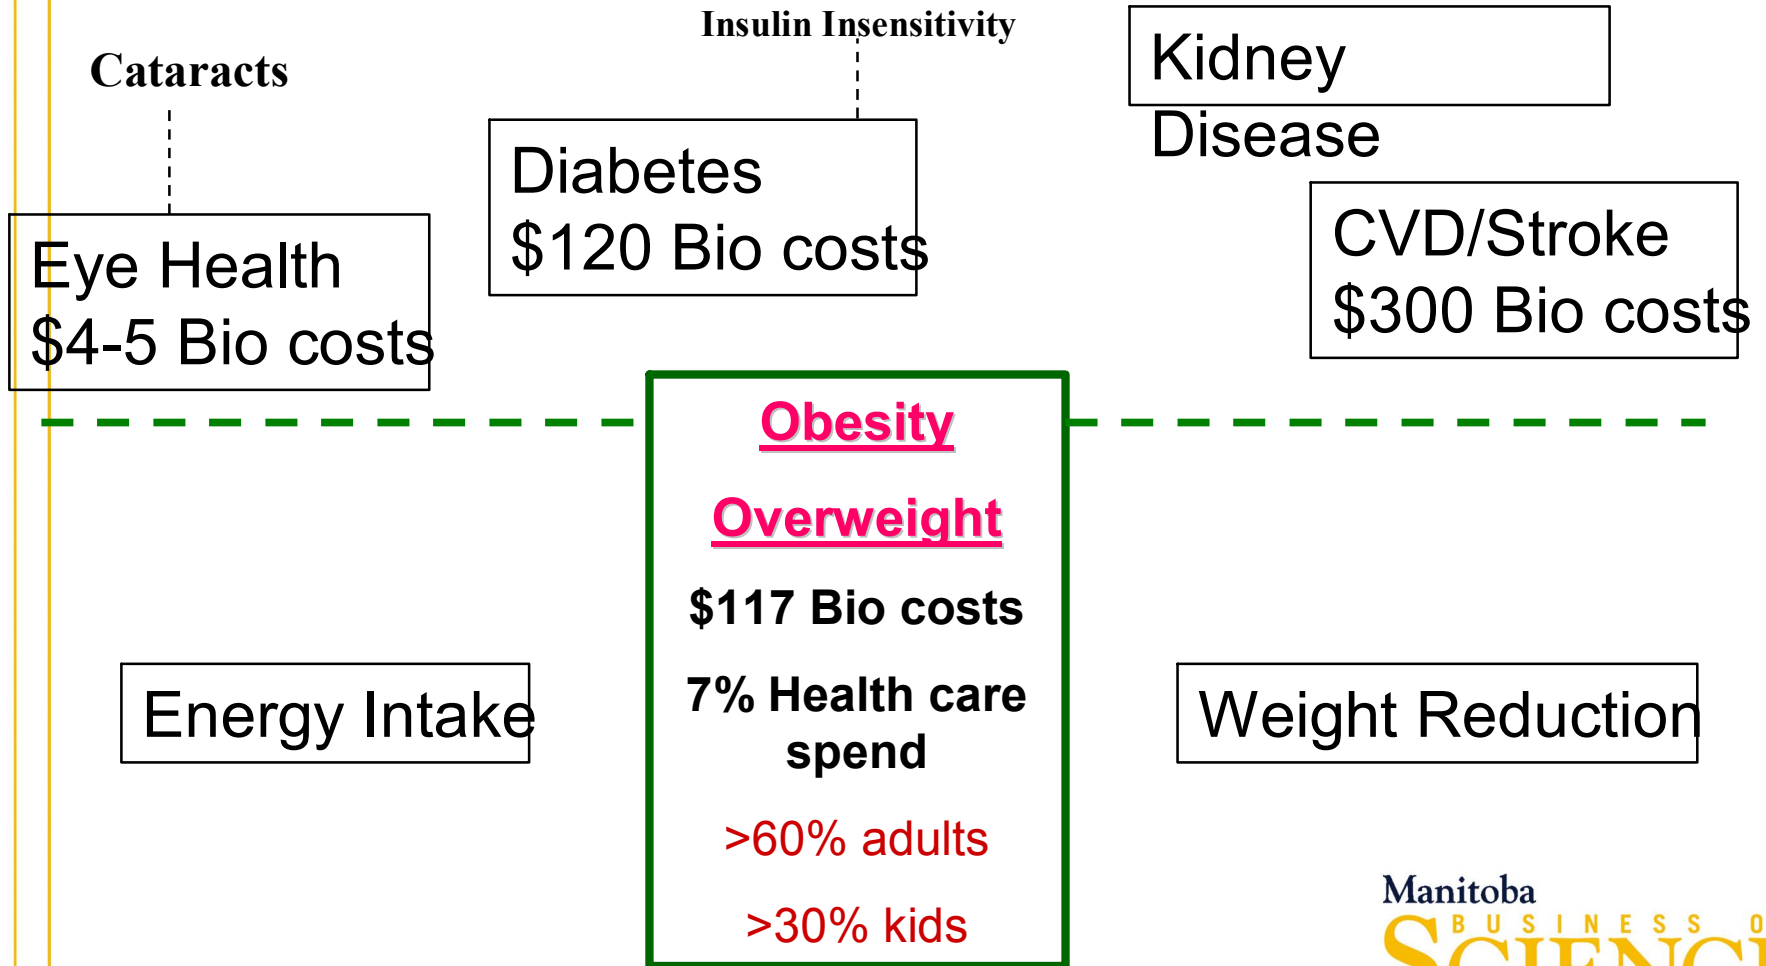 Insulin Insensitivity
Cataracts
Kidney
Disease
Diabetes
$120 Bio costs
CVD/Stroke
$300 Bio costs
Eye Health
$4-5 Bio costs
Obesity
Overweight
$117 Bio costs
7% Health care
spend
>60% adults
>30% kids
Energy Intake
Weight Reduction
Manitoba
BUSINESS O
SCIENC